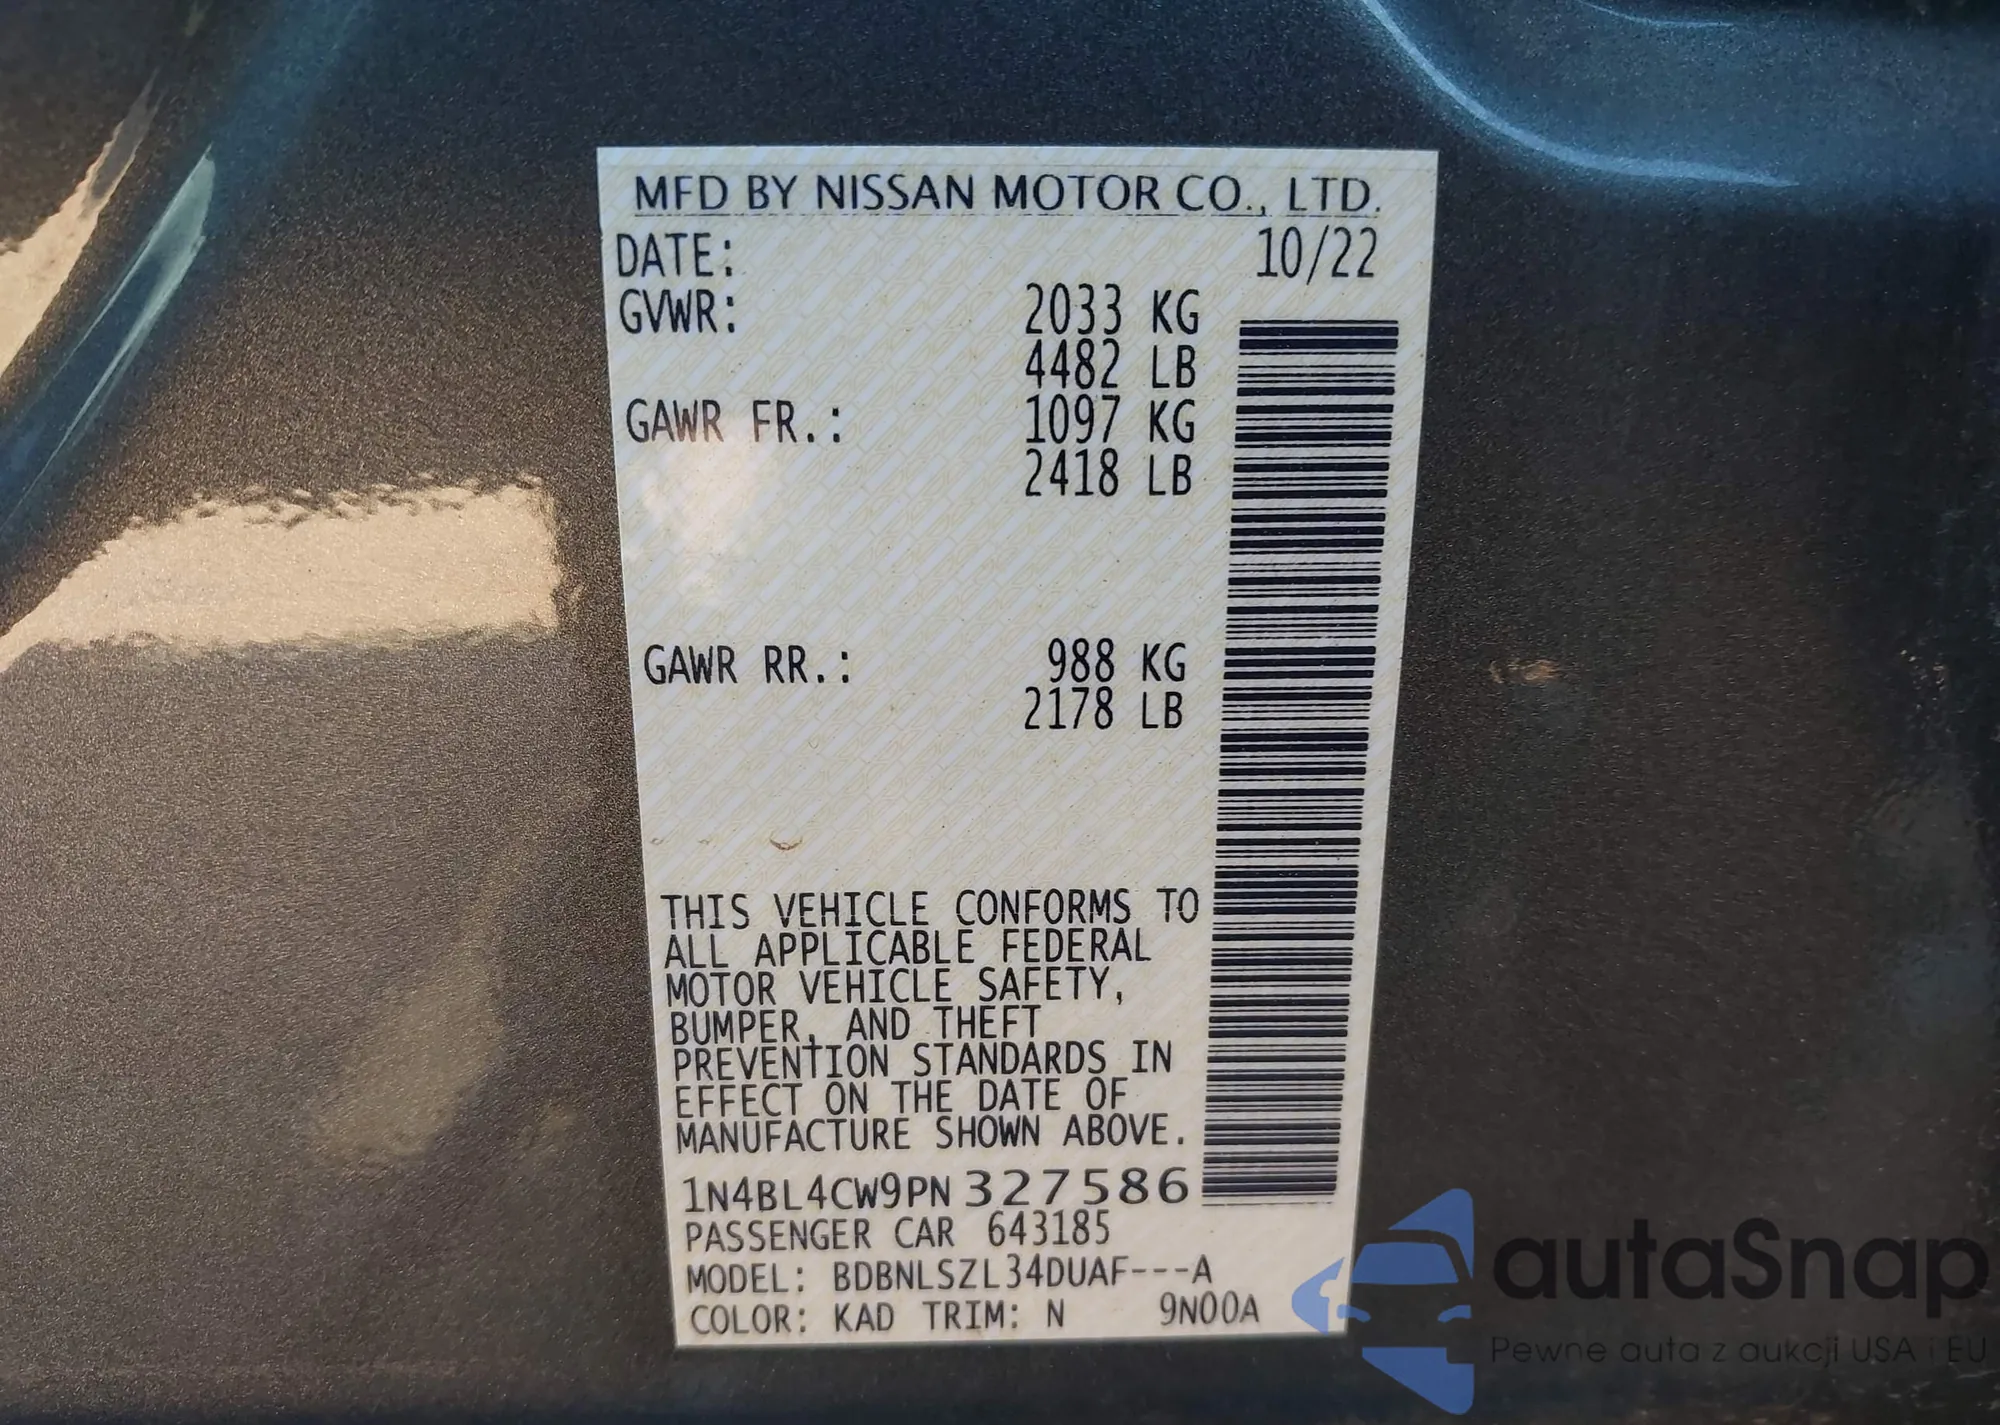 MFD BY NISSAN MOTOR CO., LTD.
DATE: 10/22
GVWR: 2033 KG
4482 LB
GAWR FR.: 1097 KG
2418 LB
GAWR RR.: 988 KG
2178 LB
THIS VEHICLE CONFORMS TO
ALL APPLICABLE FEDERAL
MOTOR VEHICLE SAFETY,
BUMPER, AND THEFT
PREVENTION STANDARDS IN
EFFECT ON THE DATE OF
MANUFACTURE SHOWN ABOVE.
1N4BL4CW9PN327586
PASSENGER CAR 643185
MODEL: BDBNLSZL34DUAF---A
COLOR: KAD TRIM: N 9N00A
autaSnap
Pewne auta z aukcji USA i EU